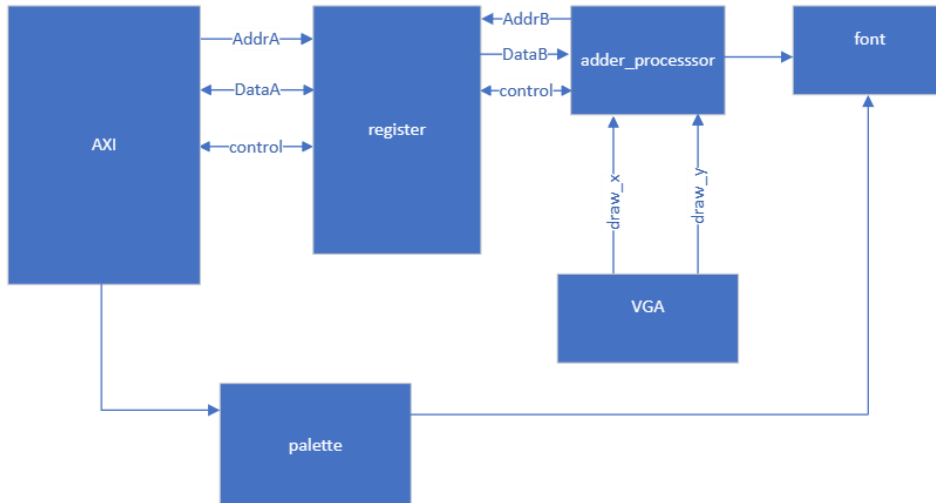 AXI
AddrA
DataA
control
register
AddrB
DataB
control
adder_processsor
font
draw_x
draw_y
VGA
palette